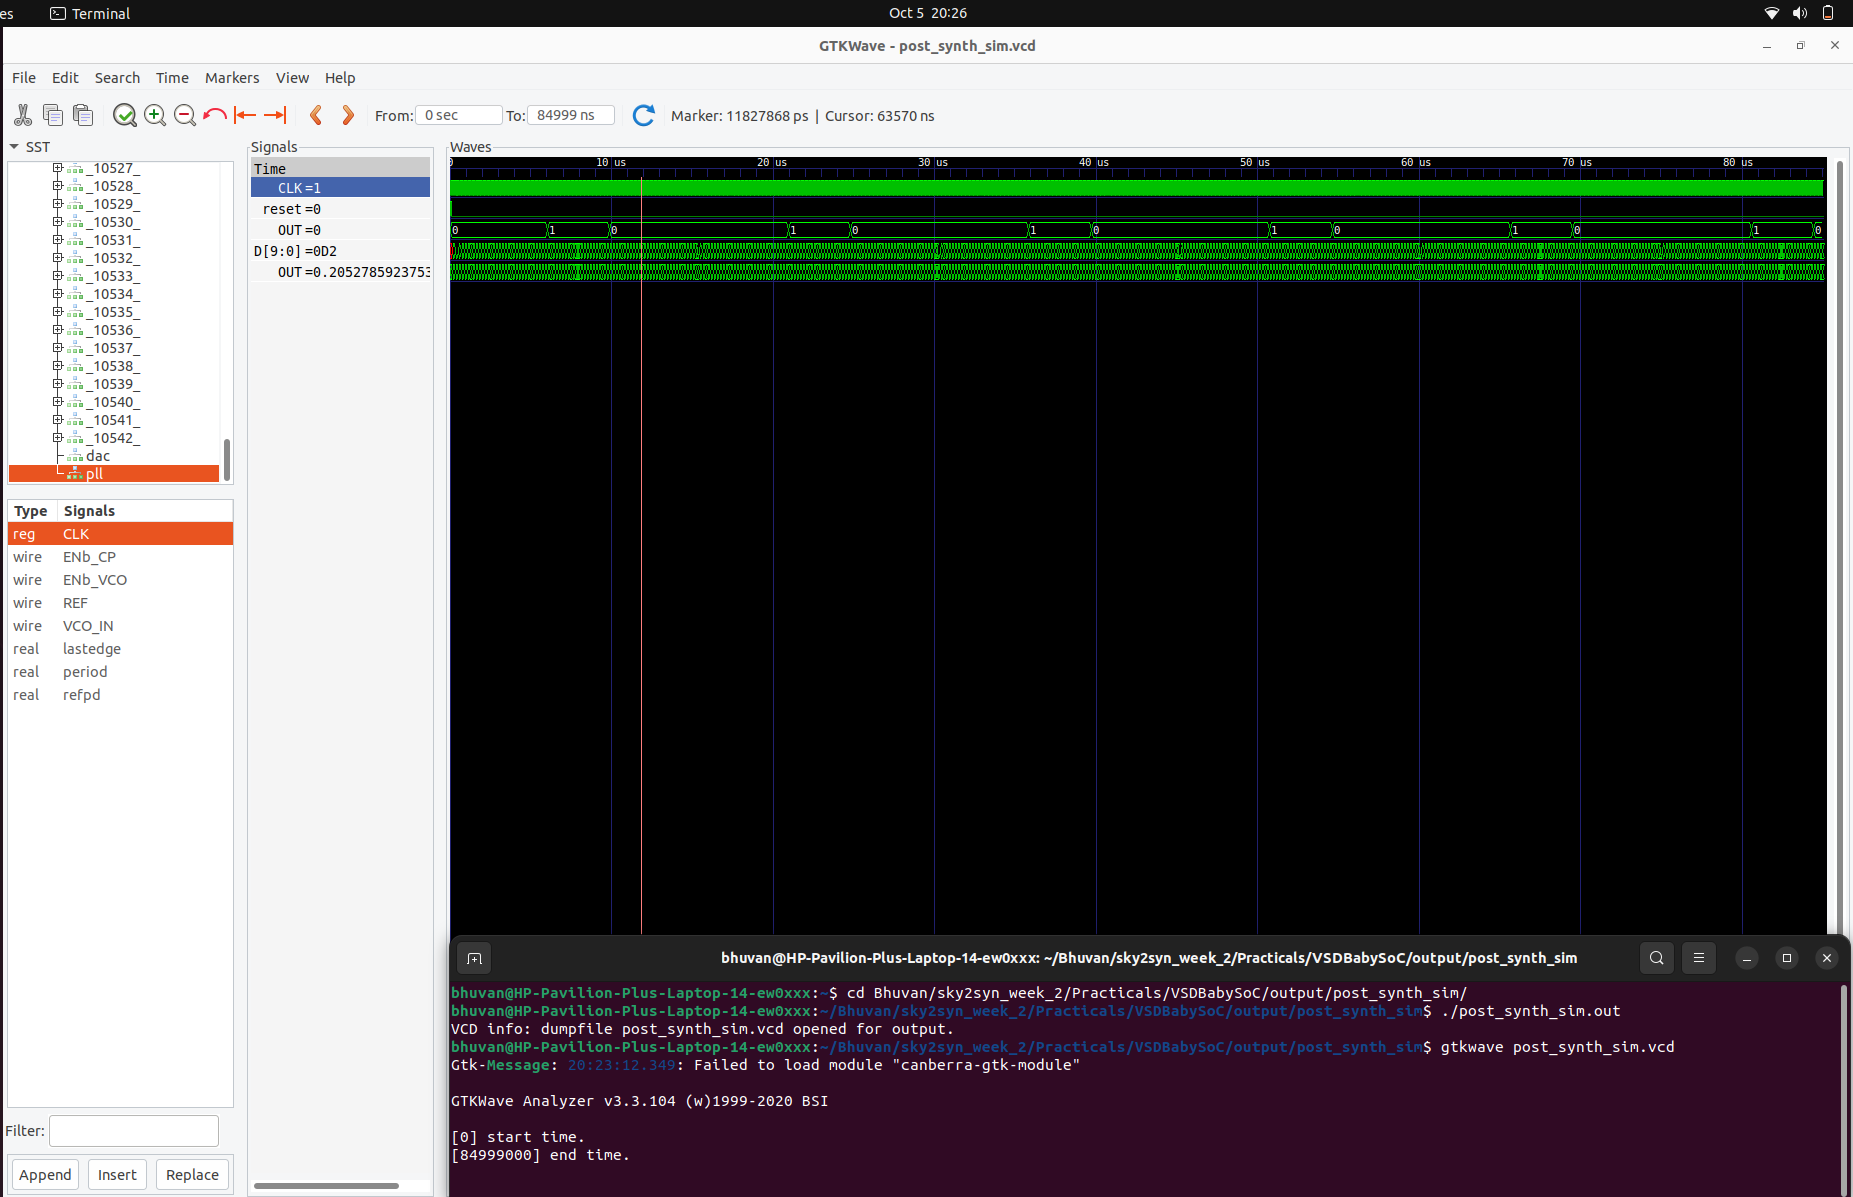 es Terminal Oct 5 20:26
GTKWave - post_synth_sim.vcd
File Edit Search Time Markers View Help
From: 0 sec To: 84999 ns Marker: 11827868 ps | Cursor: 63570 ns
SST
_10527_
_10528_
_10529_
_10530_
_10531_
_10532_
_10533_
_10534_
_10535_
_10536_
_10537_
_10538_
_10539_
_10540_
_10541_
_10542_
dac
pll
Type Signals
reg CLK
wire ENb_CP
wire ENb_VCO
wire REF
wire VCO_IN
real lastedge
real period
real refpd
Filter:
Append Insert Replace
Signals
Time
CLK =1
reset =0
OUT =0
D[9:0] =0D2
OUT =0.2052785923753
Waves
0 10 us 20 us 30 us 40 us 50 us 60 us 70 us 80 us
0 1 0 1 0 1 0 1 0 1 0 1 0
bhuvan@HP-Pavilion-Plus-Laptop-14-ew0xxx: ~/Bhuvan/sky2syn_week_2/Practicals/VSDBabySoC/output/post_synth_sim
bhuvan@HP-Pavilion-Plus-Laptop-14-ew0xxx:~$ cd Bhuvan/sky2syn_week_2/Practicals/VSDBabySoC/output/post_synth_sim/
bhuvan@HP-Pavilion-Plus-Laptop-14-ew0xxx:~/Bhuvan/sky2syn_week_2/Practicals/VSDBabySoC/output/post_synth_sim$ ./post_synth_sim.out
VCD info: dumpfile post_synth_sim.vcd opened for output.
bhuvan@HP-Pavilion-Plus-Laptop-14-ew0xxx:~/Bhuvan/sky2syn_week_2/Practicals/VSDBabySoC/output/post_synth_sim$ gtkwave post_synth_sim.vcd
Gtk-Message: 20:23:12.349: Failed to load module "canberra-gtk-module"
GTKWave Analyzer v3.3.104 (w)1999-2020 BSI
[0] start time.
[84999000] end time.